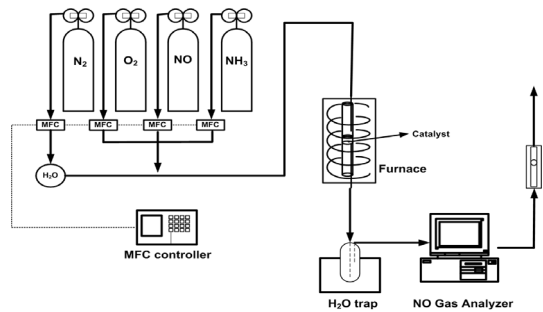 N2
O2
NO
NH3
MFC
MFC
MFC
MFC
H2O
Catalyst
Furnace
MFC controller
H2O trap
NO Gas Analyzer